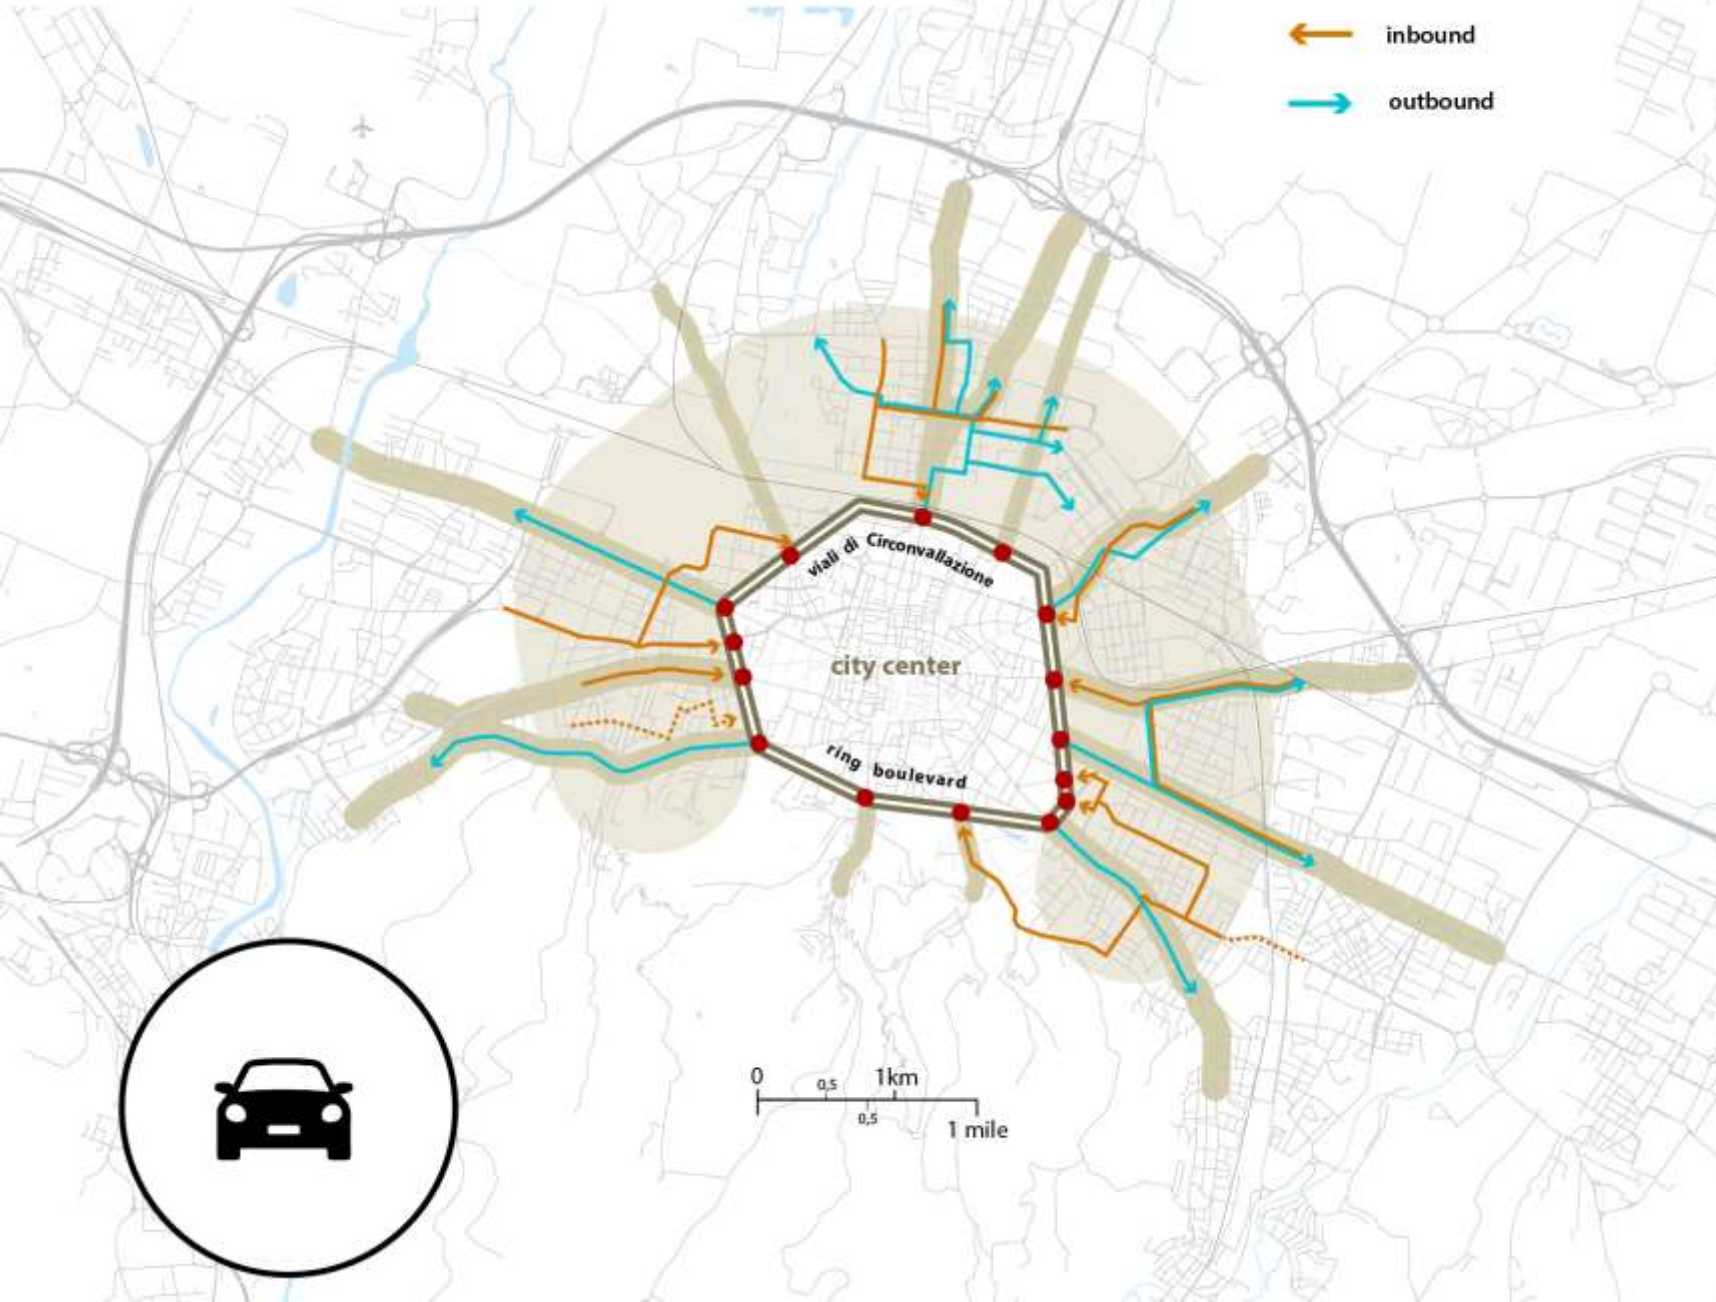 inbound
outbound
viali di Circonvallazione
city center
ring boulevard
0
0,5
1km
0,5
1 mile